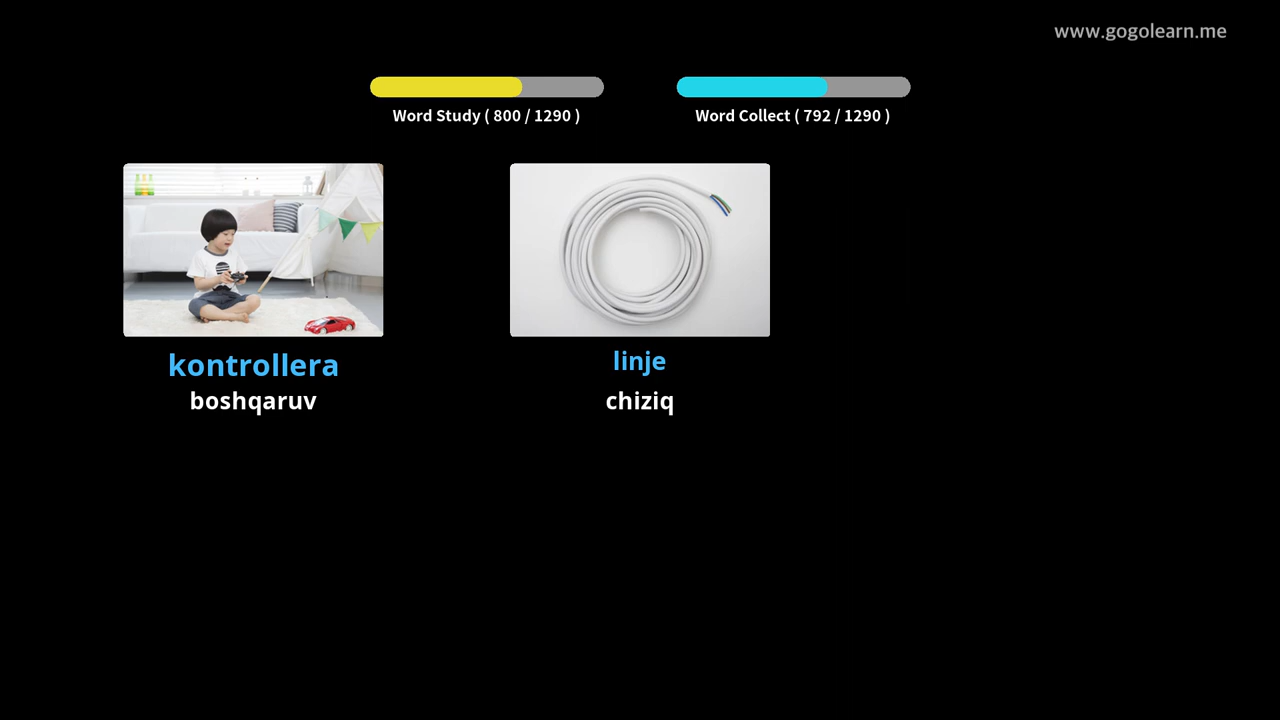 www.gogolearn.me
Word Study ( 800 / 1290 )
Word Collect ( 792 / 1290 )
kontrollera
boshqaruv
linje
chiziq